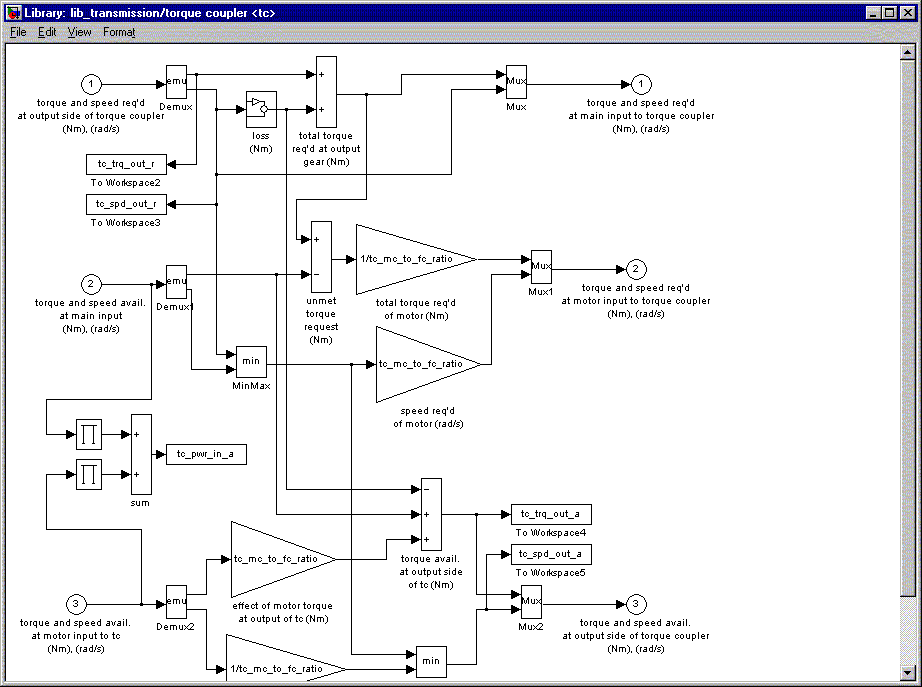 Library: lib_transmission/torque coupler <tc>
File Edit View Format
1
torque and speed req'd
at output side of torque coupler
(Nm), (rad/s)
emu
Demux
+
+
loss
(Nm)
total torque
req'd at output
gear (Nm)
Mux
Mux
1
torque and speed req'd
at main input to torque coupler
(Nm), (rad/s)
tc_trq_out_r
To Workspace2
tc_spd_out_r
To Workspace3
+
−
unmet
torque
request
(Nm)
1/tc_mc_to_fc_ratio
total torque req'd
of motor (Nm)
Mux
Mux1
2
torque and speed req'd
at motor input to torque coupler
(Nm), (rad/s)
2
torque and speed avail.
at main input
(Nm), (rad/s)
emu
Demux1
min
MinMax
tc_mc_to_fc_ratio
speed req'd
of motor (rad/s)
+
+
sum
tc_pwr_in_a
−
+
+
torque avail.
at output side
of tc (Nm)
tc_trq_out_a
To Workspace4
tc_spd_out_a
To Workspace5
tc_mc_to_fc_ratio
effect of motor torque
at output of tc (Nm)
3
torque and speed avail.
at motor input to tc
(Nm), (rad/s)
emu
Demux2
1/tc_mc_to_fc_ratio
min
Mux
Mux2
3
torque and speed avail.
at output side of torque coupler
(Nm), (rad/s)